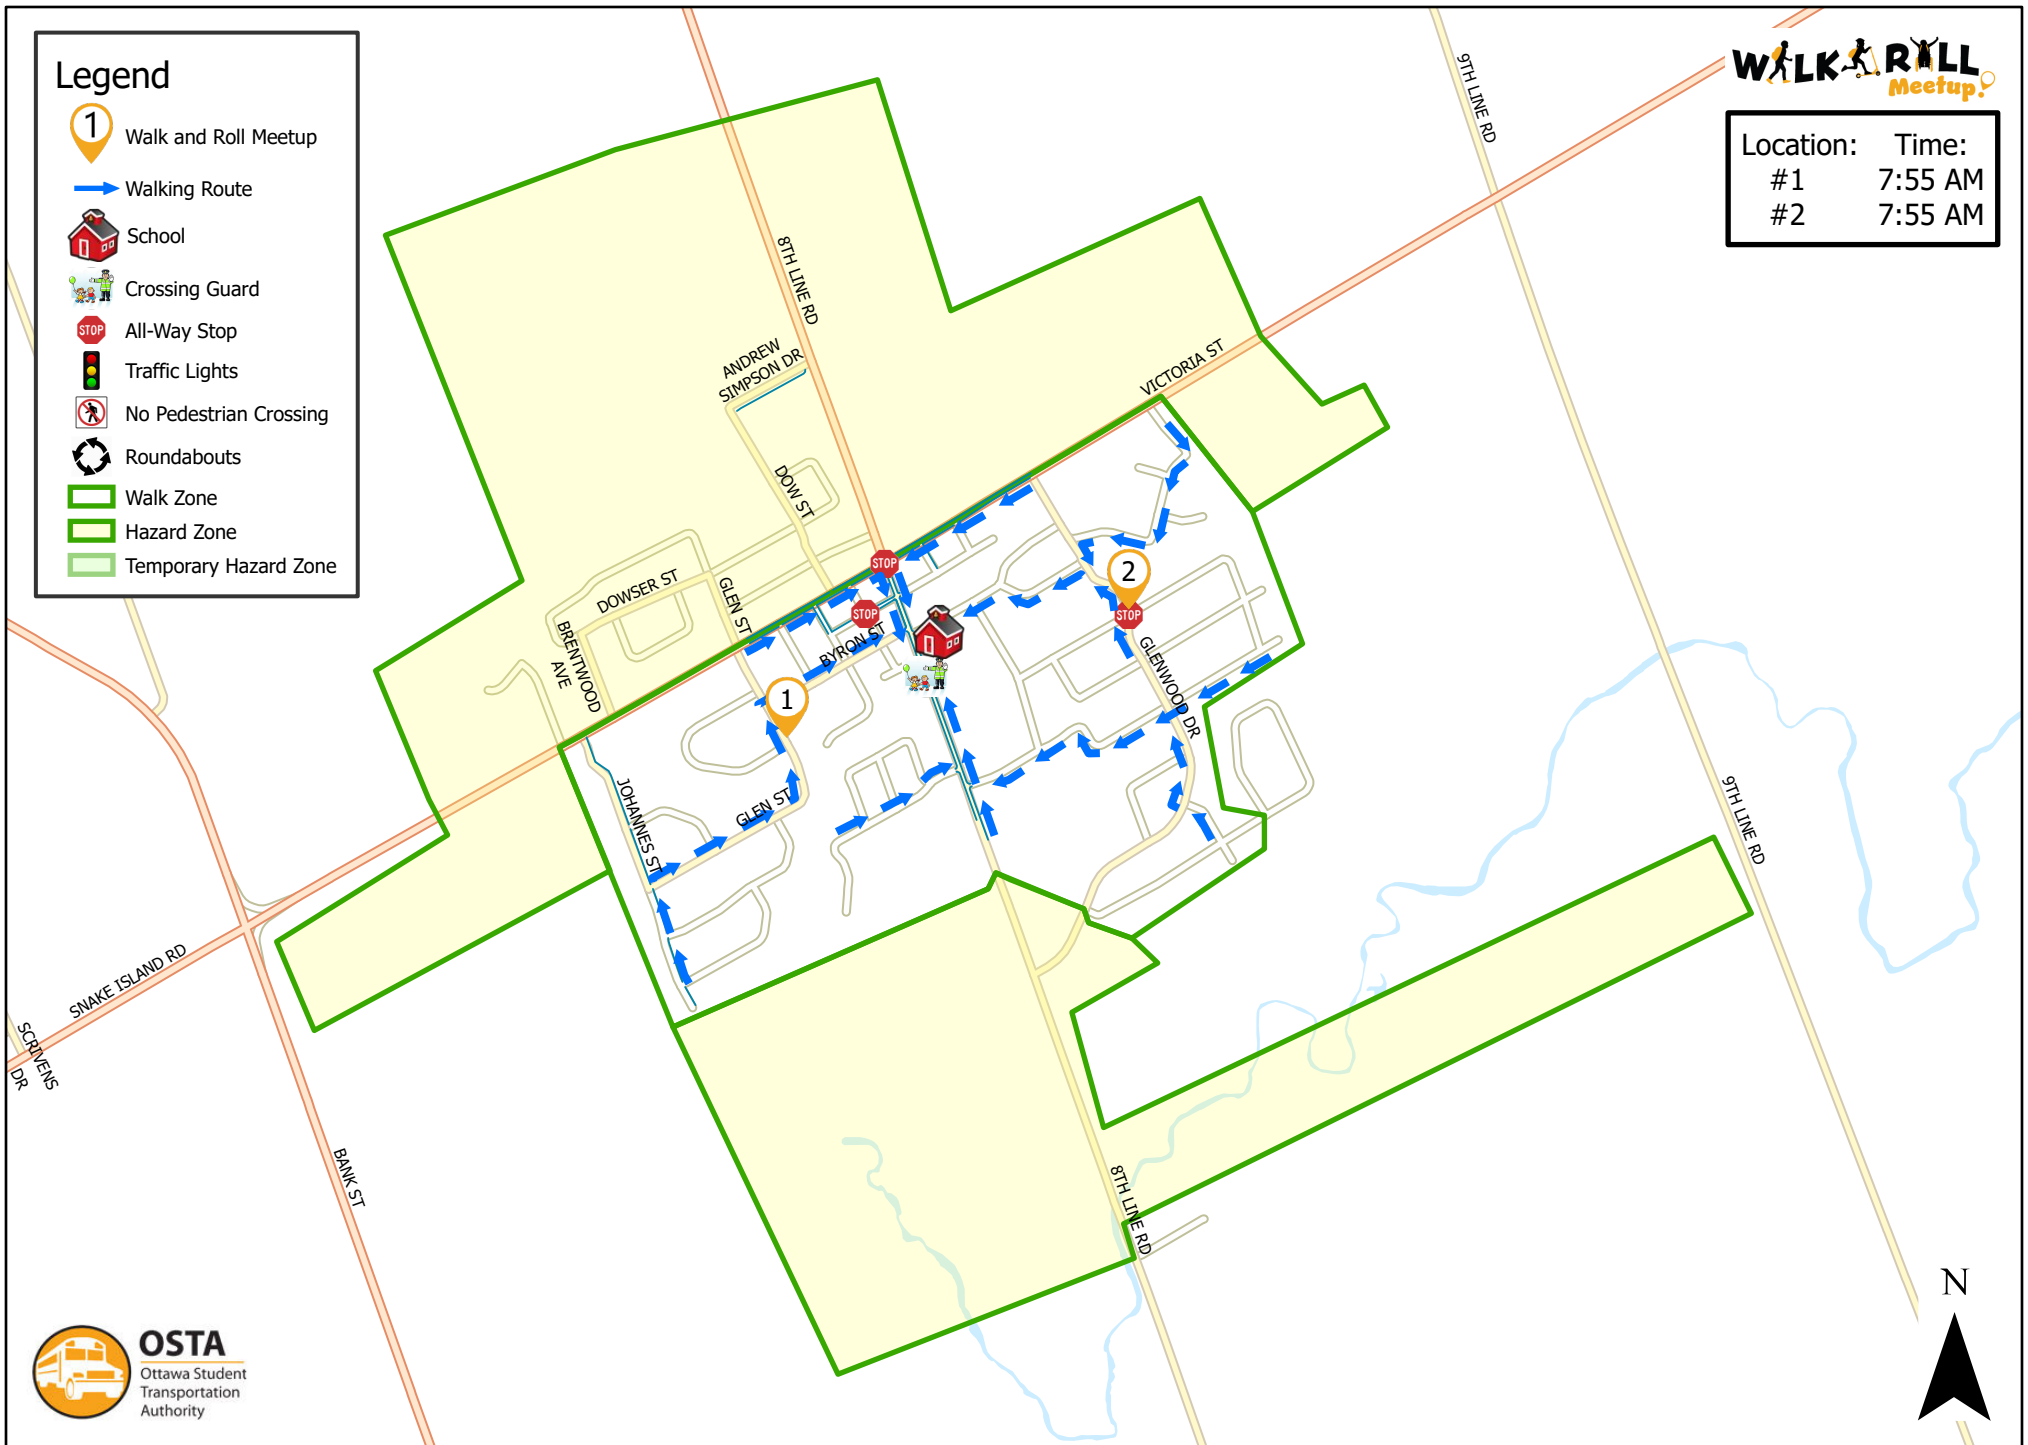 Legend
1
Walk and Roll Meetup
Walking Route
School
Crossing Guard
STOP
All-Way Stop
Traffic Lights
No Pedestrian Crossing
Roundabouts
Walk Zone
Hazard Zone
Temporary Hazard Zone
WALK & ROLL
Meetup!
Location: Time:
#1 7:55 AM
#2 7:55 AM
9TH LINE RD
8TH LINE RD
ANDREW
SIMPSON DR
VICTORIA ST
DOW ST
STOP
DOWSER ST
GLEN ST
STOP
2
STOP
BYRON ST
BRENTWOOD
AVE
GLENWOOD DR
1
JOHANNES ST
GLEN ST
9TH LINE RD
SNAKE ISLAND RD
SCRIVENS
DR
BANK ST
8TH LINE RD
N
OSTA
Ottawa Student
Transportation
Authority